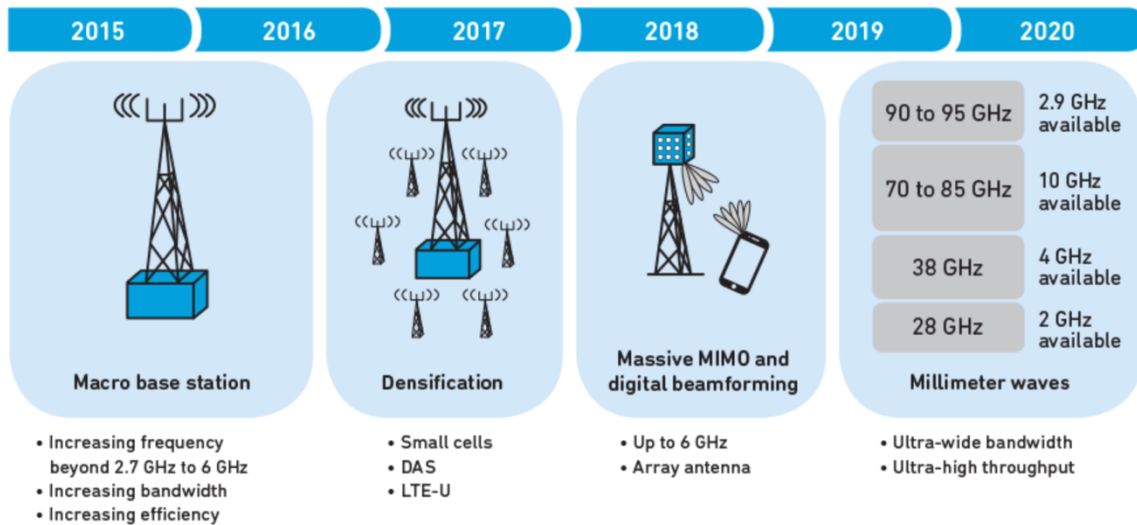 2015 2016 2017 2018 2019 2020
Macro base station
• Increasing frequency
beyond 2.7 GHz to 6 GHz
• Increasing bandwidth
• Increasing efficiency
Densification
• Small cells
• DAS
• LTE-U
Massive MIMO and
digital beamforming
• Up to 6 GHz
• Array antenna
90 to 95 GHz
2.9 GHz
available
70 to 85 GHz
10 GHz
available
38 GHz
4 GHz
available
28 GHz
2 GHz
available
Millimeter waves
• Ultra-wide bandwidth
• Ultra-high throughput